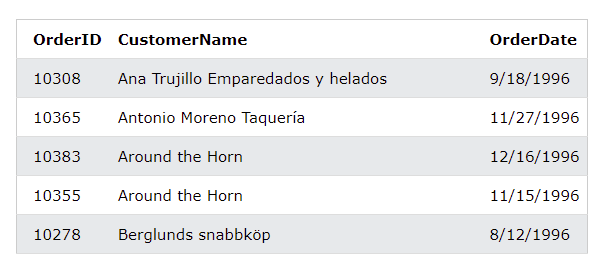 OrderID CustomerName OrderDate
10308 Ana Trujillo Emparedados y helados 9/18/1996
10365 Antonio Moreno Taquería 11/27/1996
10383 Around the Horn 12/16/1996
10355 Around the Horn 11/15/1996
10278 Berglunds snabbköp 8/12/1996